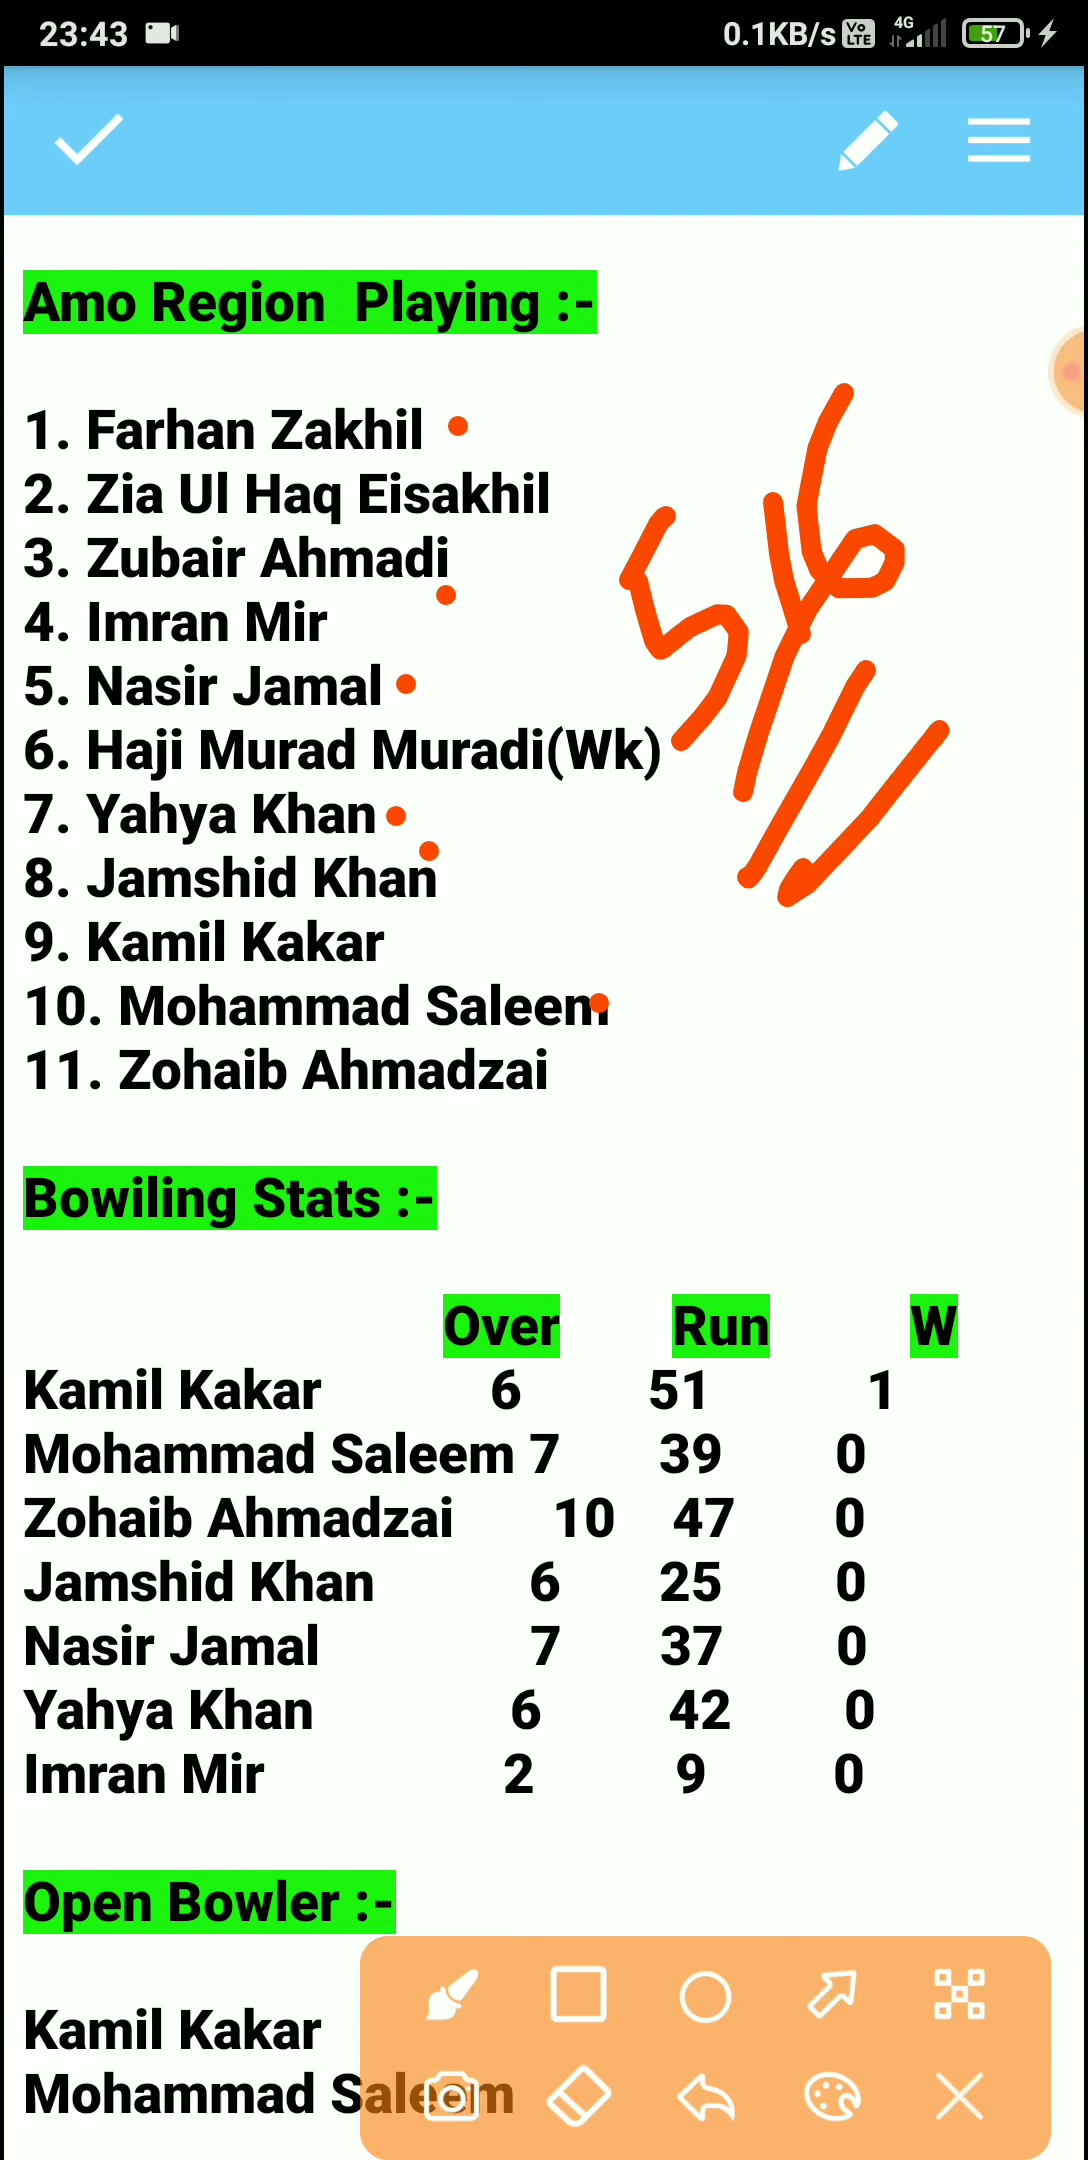 23:43 0.1KB/s Vo LTE 4G 57
Amo Region Playing :-
1. Farhan Zakhil
2. Zia Ul Haq Eisakhil
3. Zubair Ahmadi
4. Imran Mir
5. Nasir Jamal
6. Haji Murad Muradi(Wk)
7. Yahya Khan
8. Jamshid Khan
9. Kamil Kakar
10. Mohammad Saleem
11. Zohaib Ahmadzai
Bowiling Stats :-
Over Run W
Kamil Kakar 6 51 1
Mohammad Saleem 7 39 0
Zohaib Ahmadzai 10 47 0
Jamshid Khan 6 25 0
Nasir Jamal 7 37 0
Yahya Khan 6 42 0
Imran Mir 2 9 0
Open Bowler :-
Kamil Kakar
Mohammad Saleem